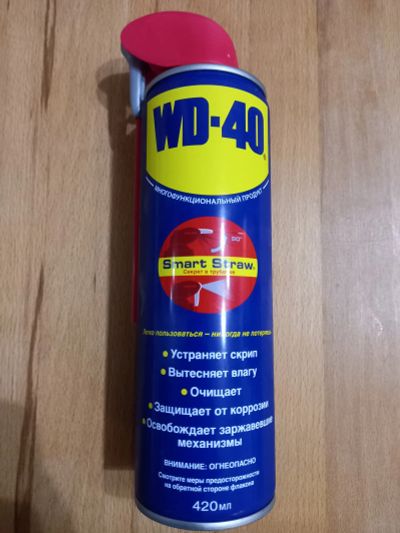 WD-40®
МНОГОФУНКЦИОНАЛЬНЫЙ ПРОДУКТ
90°
Smart Straw®
Секрет в трубочке
Легко пользоваться – никогда не потеряешь
• Устраняет скрип
• Вытесняет влагу
• Очищает
• Защищает от коррозии
• Освобождает заржавевшие
механизмы
ВНИМАНИЕ: ОГНЕОПАСНО
Смотрите меры предосторожности
на обратной стороне флакона
420мл